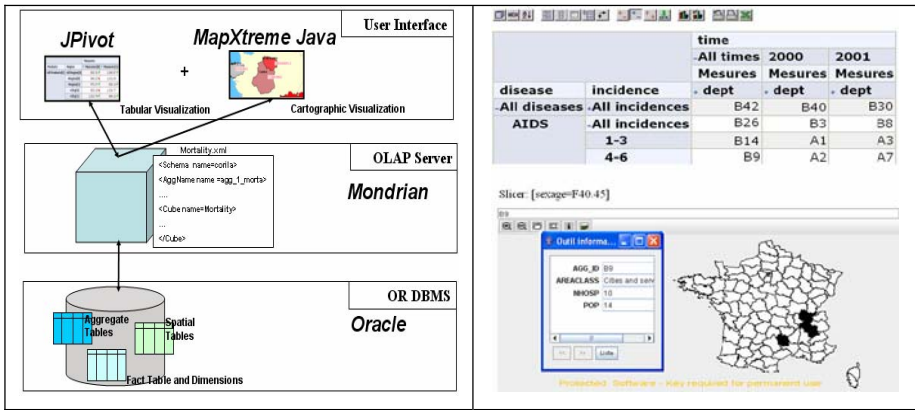 User Interface
JPivot
MapXtreme Java
+
Tabular Visualization
Cartographic Visualization
OLAP Server
Mortality.xml
<Schema name=corila>
<AggName name =agg_1_morta>
....
<Cube name=Mortality>
...
</Cube>
Mondrian
OR DBMS
Oracle
Aggregate
Tables
Spatial
Tables
Fact Table and Dimensions
time
-All times 2000 2001
Mesures Mesures Mesures
disease incidence dept dept dept
-All diseases -All incidences B42 B40 B30
AIDS -All incidences B26 B3 B8
1-3 B14 A1 A3
4-6 B9 A2 A7
Slicer: [sexage=F40.45]
B9
Outil informa...
AGG_ID B9
AREACLASS Cities and serv
NHOSP 10
POP 14
Liste
Protected Software - Key required for permanent use